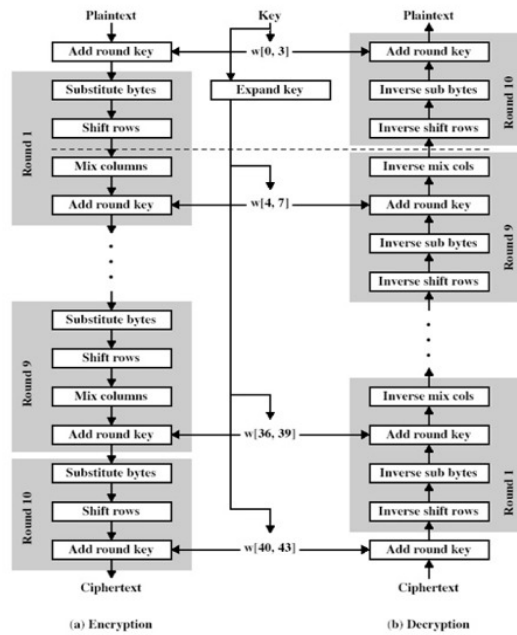 Plaintext
Key
Plaintext
Add round key
w[0, 3]
Add round key
Round 1
Substitute bytes
Expand key
Inverse sub bytes
Round 10
Shift rows
Inverse shift rows
Mix columns
Inverse mix cols
Add round key
w[4, 7]
Add round key
Round 9
Inverse sub bytes
Inverse shift rows
Round 9
Substitute bytes
Shift rows
Mix columns
Inverse mix cols
Add round key
w[36, 39]
Add round key
Round 1
Round 10
Substitute bytes
Inverse sub bytes
Shift rows
Inverse shift rows
Add round key
w[40, 43]
Add round key
Ciphertext
Ciphertext
(a) Encryption
(b) Decryption